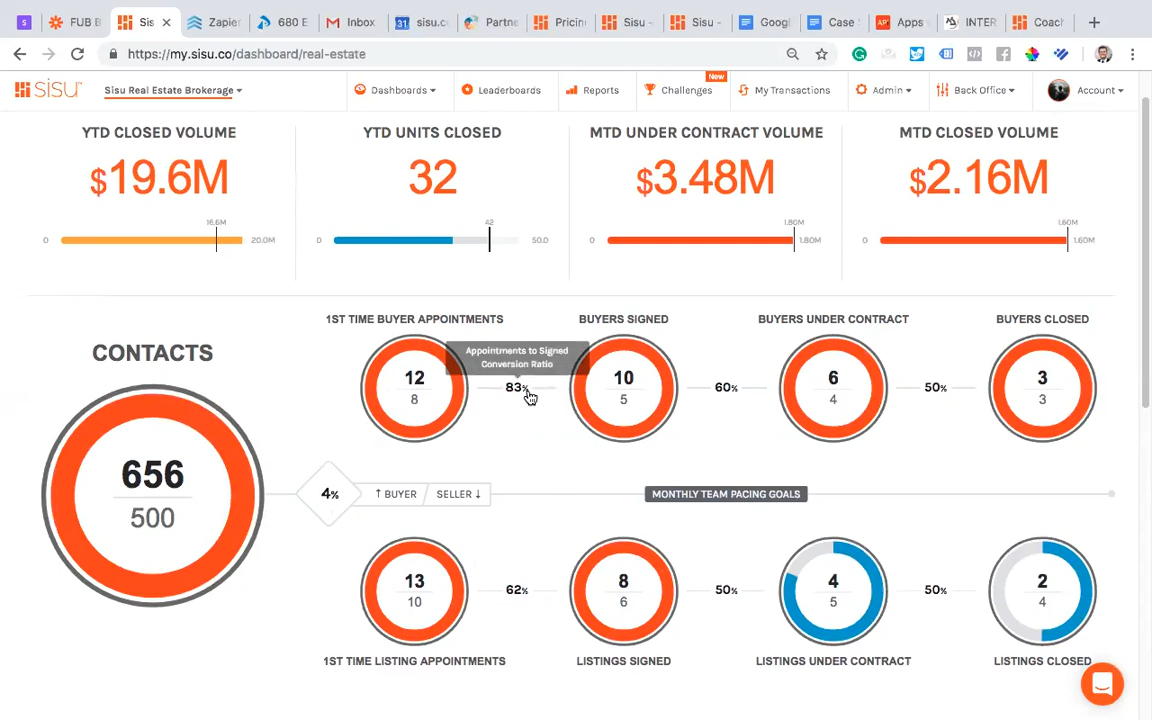 FUB B
Sis
Zapier
680 E
Inbox
31
sisu.c
Partne
Pricin
Sisu -
Sisu -
Googl
Case
API
Apps
INTER
Coach
https://my.sisu.co/dashboard/real-estate
sisu
Sisu Real Estate Brokerage
Dashboards
Leaderboards
Reports
New
Challenges
My Transactions
Admin
Back Office
Account
YTD CLOSED VOLUME
YTD UNITS CLOSED
MTD UNDER CONTRACT VOLUME
MTD CLOSED VOLUME
$19.6M
32
$3.48M
$2.16M
16.6M
42
1.80M
1.60M
0
20.0M
0
50.0
0
1.80M
0
1.60M
1ST TIME BUYER APPOINTMENTS
BUYERS SIGNED
BUYERS UNDER CONTRACT
BUYERS CLOSED
CONTACTS
Appointments to Signed
Conversion Ratio
12
8
83%
10
5
60%
6
4
50%
3
3
656
500
4%
↑ BUYER
SELLER ↓
MONTHLY TEAM PACING GOALS
13
10
62%
8
6
50%
4
5
50%
2
4
1ST TIME LISTING APPOINTMENTS
LISTINGS SIGNED
LISTINGS UNDER CONTRACT
LISTINGS CLOSED